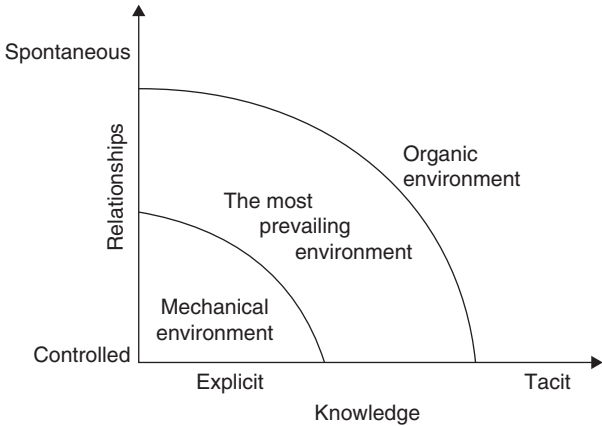 Spontaneous
Relationships
Organic
environment
The most
prevailing
environment
Mechanical
environment
Controlled
Explicit
Tacit
Knowledge